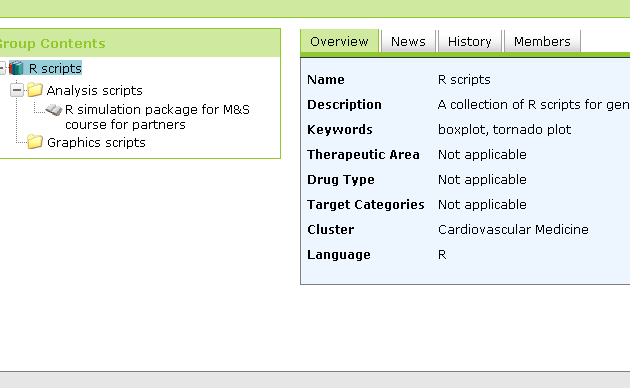 Group Contents
R scripts
Analysis scripts
R simulation package for M&S
course for partners
Graphics scripts
Overview News History Members
Name R scripts
Description A collection of R scripts for gen
Keywords boxplot, tornado plot
Therapeutic Area Not applicable
Drug Type Not applicable
Target Categories Not applicable
Cluster Cardiovascular Medicine
Language R